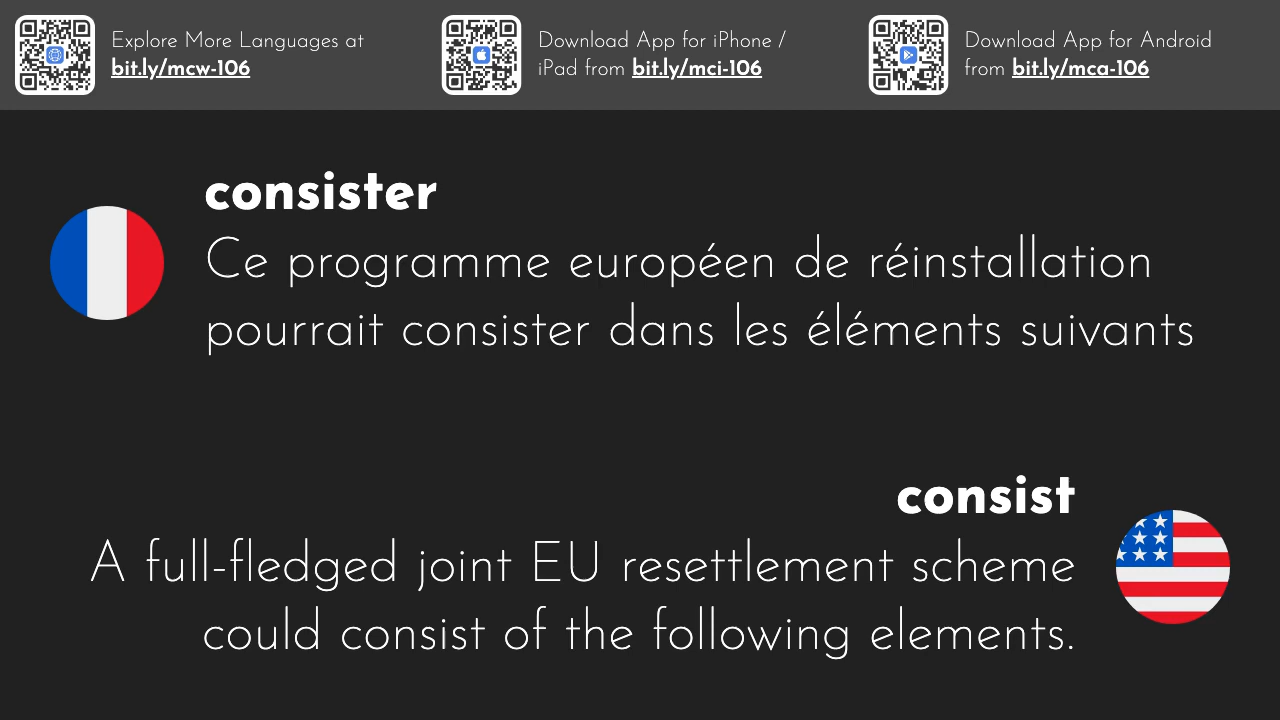 Explore More Languages at
bit.ly/mcw-106
Download App for iPhone /
iPad from bit.ly/mci-106
Download App for Android
from bit.ly/mca-106
consister
Ce programme européen de réinstallation
pourrait consister dans les éléments suivants
consist
A full-fledged joint EU resettlement scheme
could consist of the following elements.